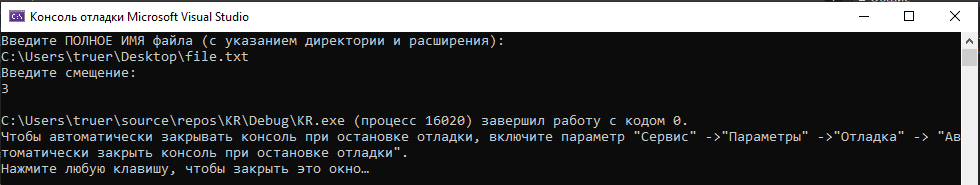 Консоль отладки Microsoft Visual Studio
Введите ПОЛНОЕ ИМЯ файла (с указанием директории и расширения):
C:\Users\truer\Desktop\file.txt
Введите смещение:
3
C:\Users\truer\source\repos\KR\Debug\KR.exe (процесс 16020) завершил работу с кодом 0.
Чтобы автоматически закрывать консоль при остановке отладки, включите параметр "Сервис" ->"Параметры" ->"Отладка" -> "Ав
томатически закрыть консоль при остановке отладки".
Нажмите любую клавишу, чтобы закрыть это окно…